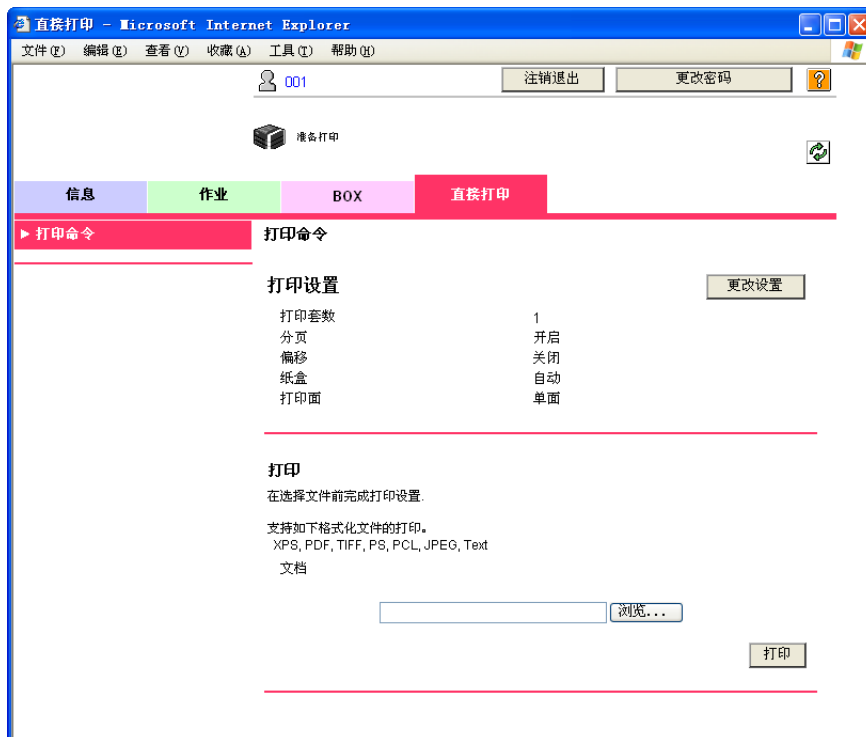 直接打印 - Microsoft Internet Explorer
文件(F) 编辑(E) 查看(V) 收藏(A) 工具(T) 帮助(H)
001 注销退出 更改密码 ?
准备打印
信息 作业 BOX 直接打印
打印命令 打印命令
打印设置 更改设置
打印套数 1
分页 开启
偏移 关闭
纸盒 自动
打印面 单面
打印
在选择文件前完成打印设置.
支持如下格式化文件的打印。
XPS, PDF, TIFF, PS, PCL, JPEG, Text
文档
浏览...
打印